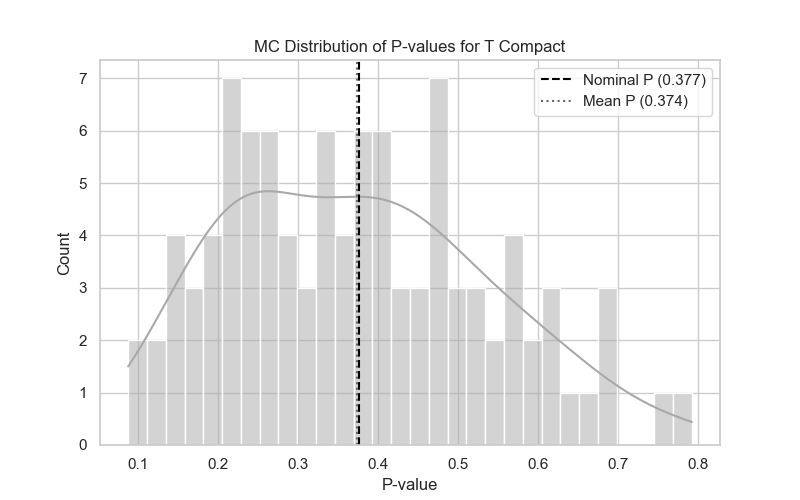 MC Distribution of P-values for T Compact
Nominal P (0.377)
Mean P (0.374)
Count
7
6
5
4
3
2
1
0
0.1 0.2 0.3 0.4 0.5 0.6 0.7 0.8
P-value